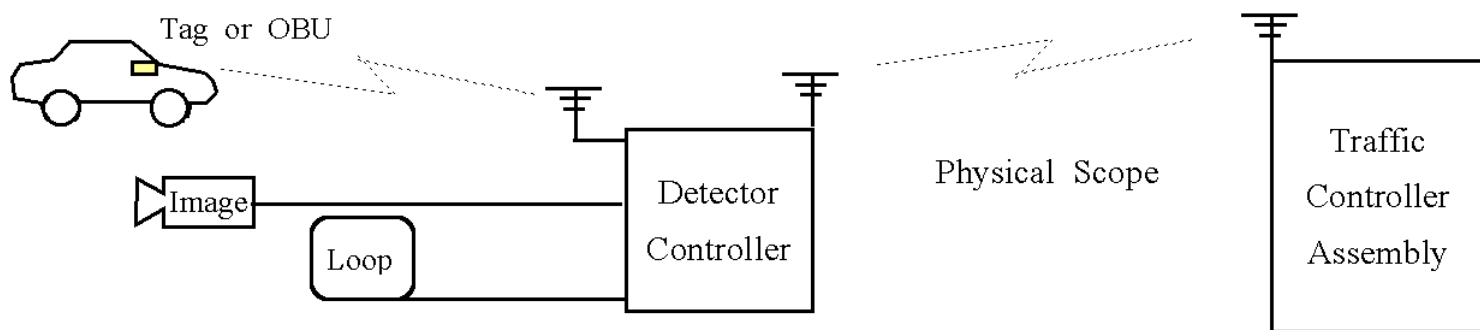 Tag or OBU
Image
Loop
Detector
Controller
Physical Scope
Traffic
Controller
Assembly